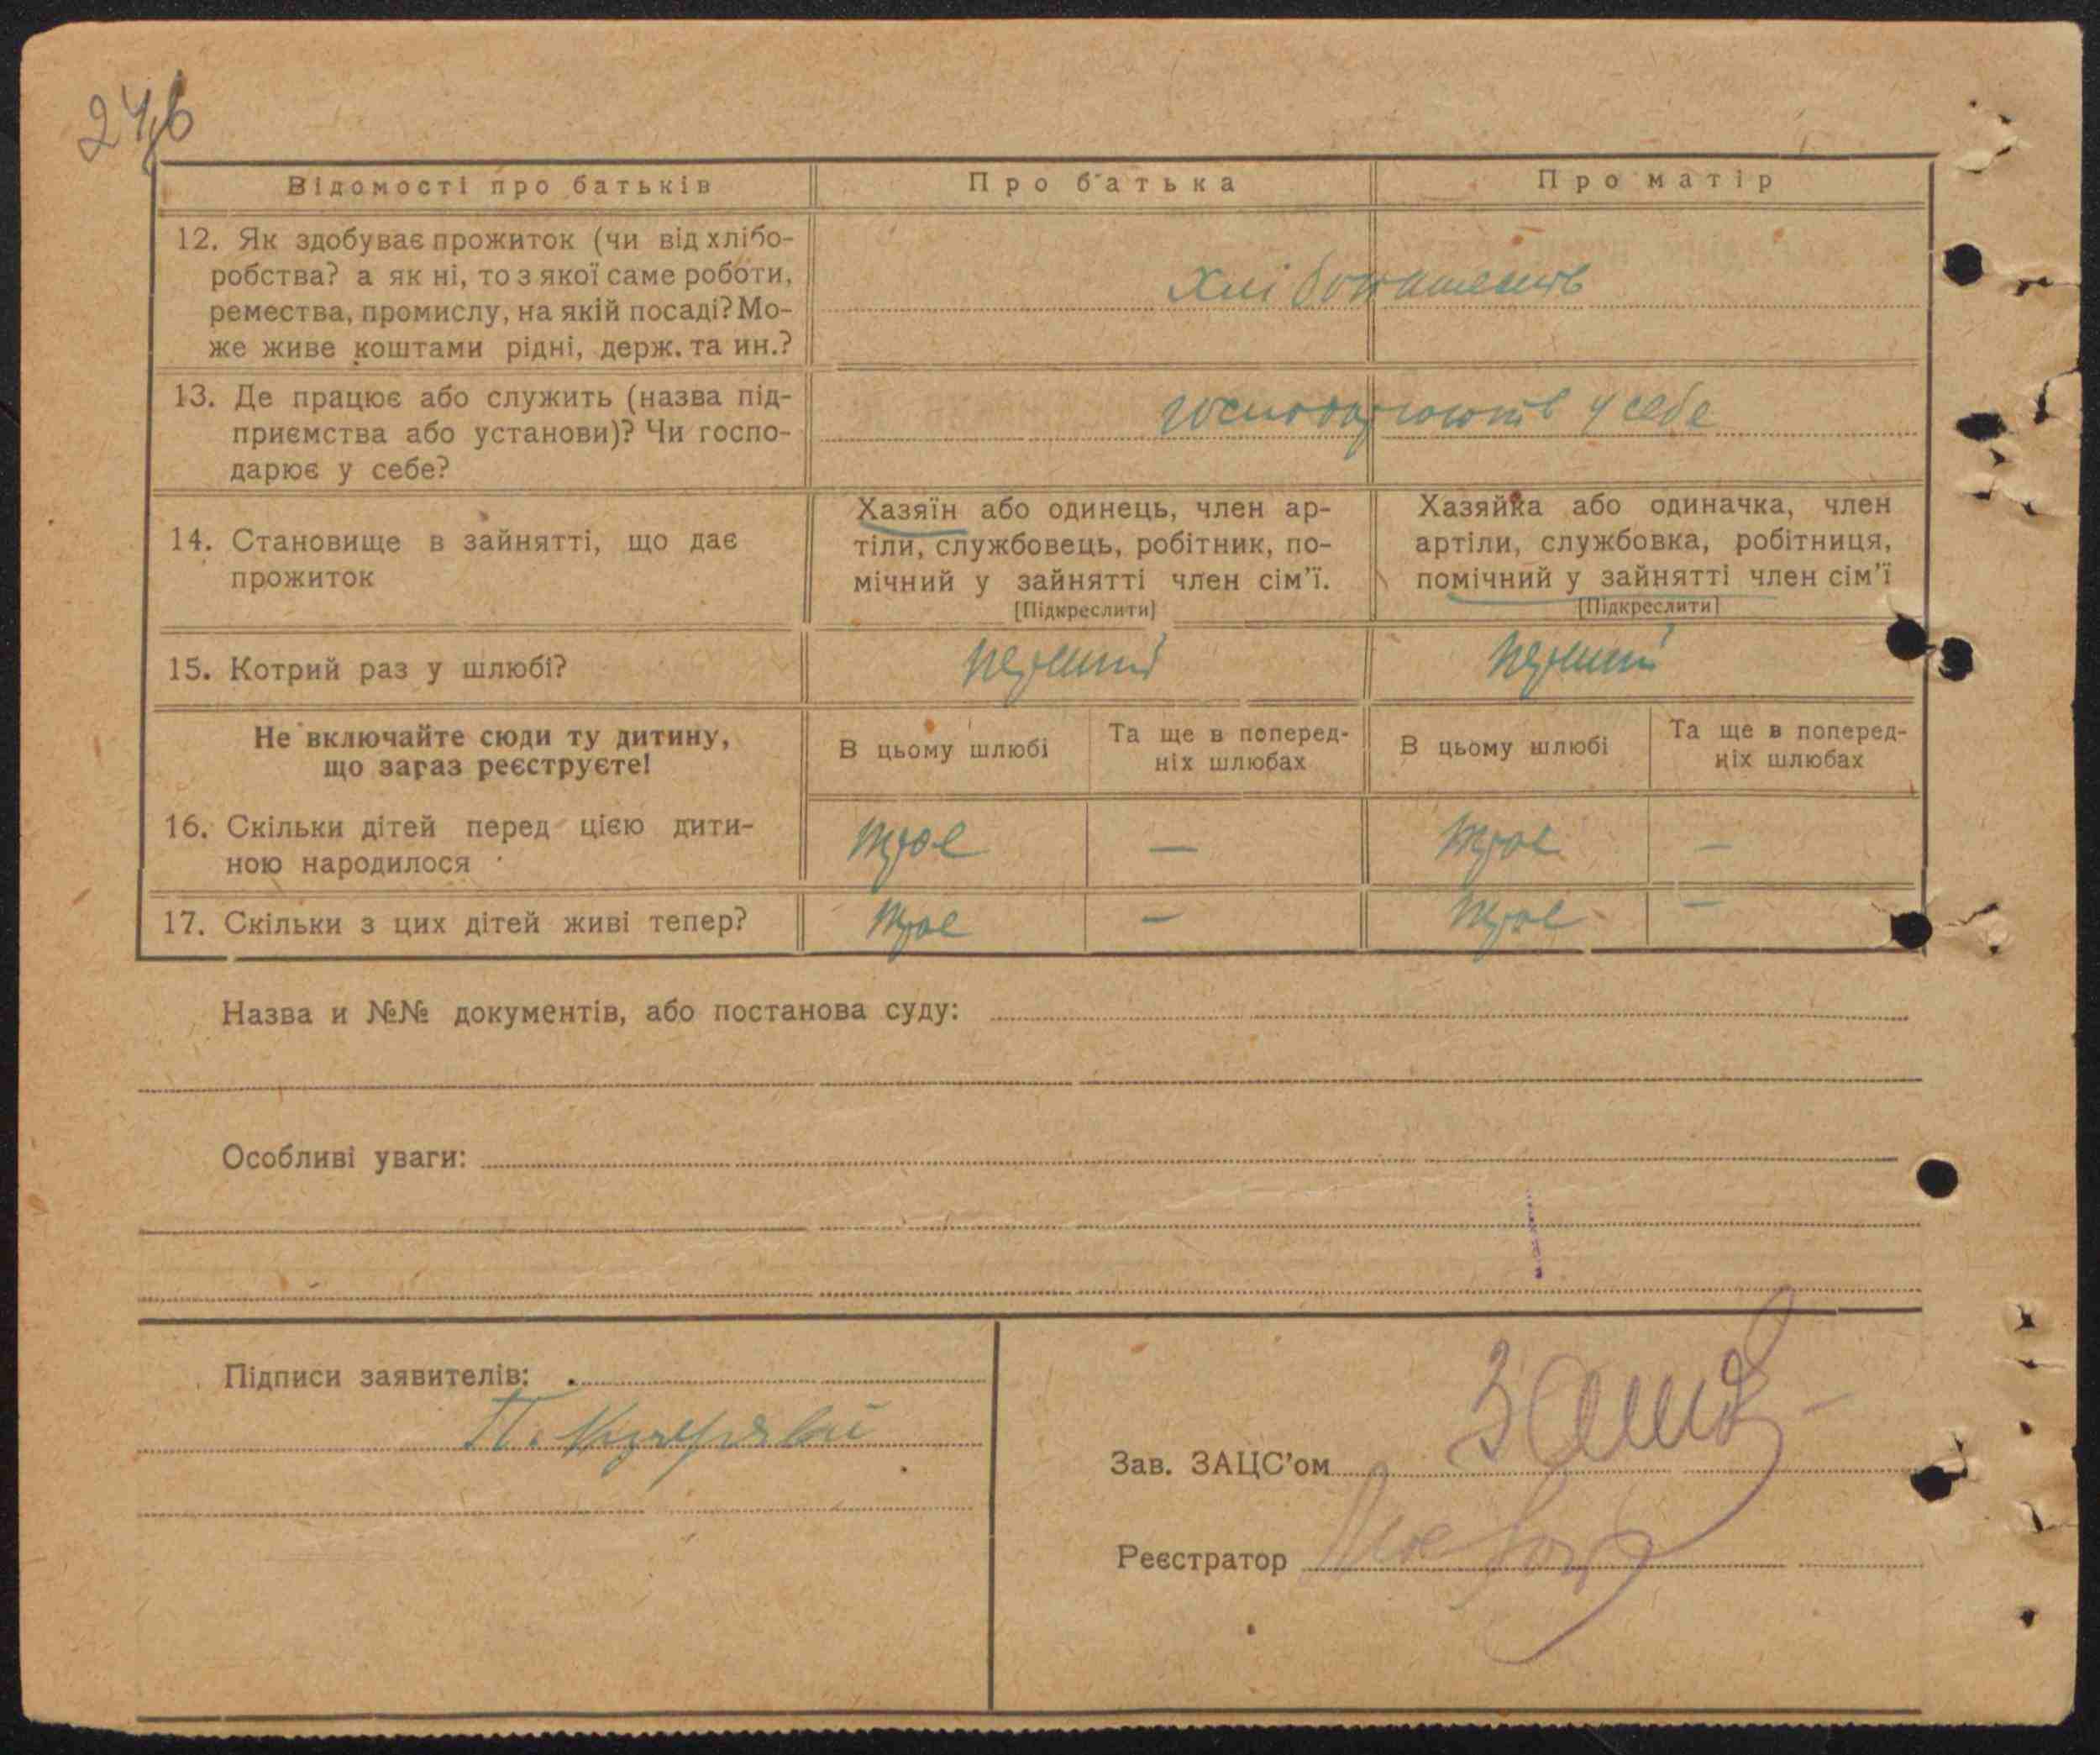 Відомості про батьків
Про батька
Про матір
12. Як здобуває прожиток (чи від хлібо-
робства? а як ні, то з якої саме роботи,
ремества, промислу, на якій посаді? Мо-
же живе коштами рідні, держ. та ин.?
13. Де працює або служить (назва під-
приємства або установи)? Чи госпо-
дарює у себе?
господарюють у себе
14. Становище в зайнятті, що дає
прожиток
Хазяїн або одинець, член ар-
тіли, службовець, робітник, по-
мічний у зайнятті член сім'ї.
[Підкреслити]
Хазяйка або одиначка, член
артіли, службовка, робітниця,
помічний у зайнятті член сім'ї
[Підкреслити]
15. Котрий раз у шлюбі?
перший
перший
Не включайте сюди ту дитину,
що зараз реєструєте!
В цьому шлюбі
Та ще в поперед-
ніх шлюбах
В цьому шлюбі
Та ще в поперед-
ніх шлюбах
16. Скільки дітей перед цією дити-
ною народилося
троє
—
троє
—
17. Скільки з цих дітей живі тепер?
троє
—
троє
—
Назва и №№ документів, або постанова суду:
Особливі уваги:
Підписи заявителів:
П.
Зав. ЗАЦС'ом
Реєстратор